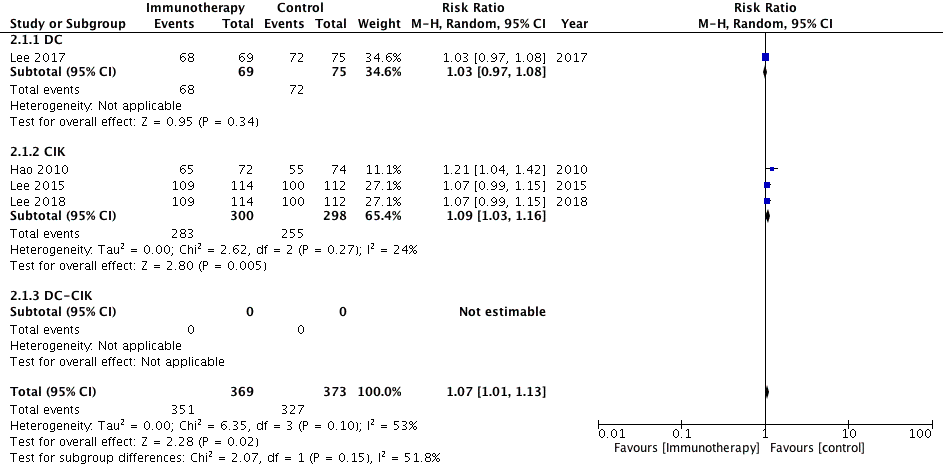 Immunotherapy Control Risk Ratio Risk Ratio
Study or Subgroup Events Total Events Total Weight M-H, Random, 95% CI Year M-H, Random, 95% CI
2.1.1 DC
Lee 2017 68 69 72 75 34.6% 1.03 [0.97, 1.08] 2017
Subtotal (95% CI) 69 75 34.6% 1.03 [0.97, 1.08]
Total events 68 72
Heterogeneity: Not applicable
Test for overall effect: Z = 0.95 (P = 0.34)
2.1.2 CIK
Hao 2010 65 72 55 74 11.1% 1.21 [1.04, 1.42] 2010
Lee 2015 109 114 100 112 27.1% 1.07 [0.99, 1.15] 2015
Lee 2018 109 114 100 112 27.1% 1.07 [0.99, 1.15] 2018
Subtotal (95% CI) 300 298 65.4% 1.09 [1.03, 1.16]
Total events 283 255
Heterogeneity: Tau² = 0.00; Chi² = 2.62, df = 2 (P = 0.27); I² = 24%
Test for overall effect: Z = 2.80 (P = 0.005)
2.1.3 DC-CIK
Subtotal (95% CI) 0 0 Not estimable
Total events 0 0
Heterogeneity: Not applicable
Test for overall effect: Not applicable
Total (95% CI) 369 373 100.0% 1.07 [1.01, 1.13]
Total events 351 327
Heterogeneity: Tau² = 0.00; Chi² = 6.35, df = 3 (P = 0.10); I² = 53%
Test for overall effect: Z = 2.28 (P = 0.02)
Test for subgroup differences: Chi² = 2.07, df = 1 (P = 0.15), I² = 51.8%
0.01 0.1 1 10 100
Favours [Immunotherapy] Favours [control]